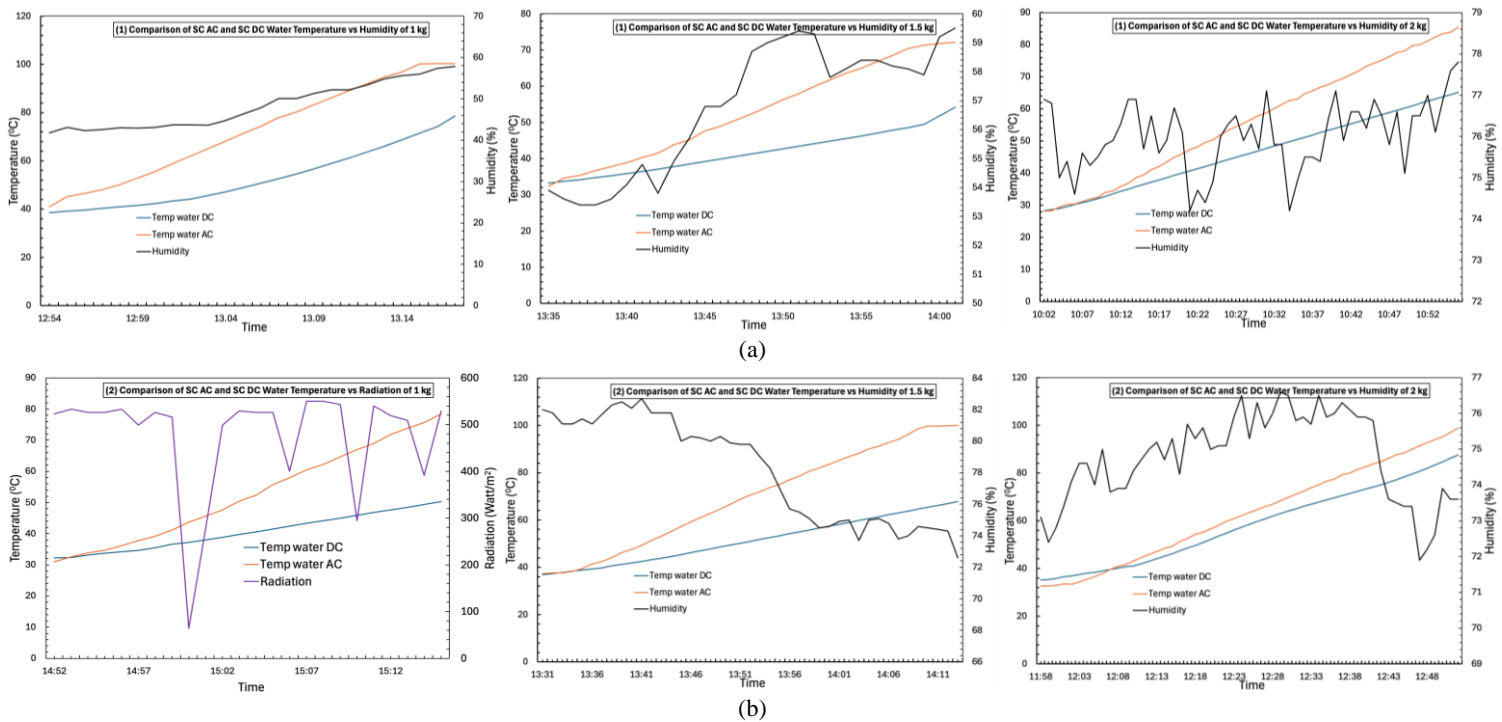 (1) Comparison of SC AC and SC DC Water Temperature vs Humidity of 1 kg
120
100
80
60
40
20
0
Temperature (⁰C)
70
60
50
40
30
20
10
0
Humidity (%)
Temp water DC
Temp water AC
Humidity
12:54 12:59 13.04 13.09 13.14
Time
(1) Comparison of SC AC and SC DC Water Temperature vs Humidity of 1.5 kg
80
70
60
50
40
30
20
10
0
Temperature (⁰C)
60
59
58
57
56
55
54
53
52
51
50
Humidity (%)
Temp water DC
Temp water AC
Humidity
13:35 13:40 13:45 13:50 13:55 14:00
Time
(1) Comparison of SC AC and SC DC Water Temperature vs Humidity of 2 kg
90
80
70
60
50
40
30
20
10
0
Temperature (⁰C)
79
78
77
76
75
74
73
72
Humidity (%)
Temp water DC
Temp water AC
Humidity
10:02 10:07 10:12 10:17 10:22 10:27 10:32 10:37 10:42 10:47 10:52
Time
(a)
(2) Comparison of SC AC and SC DC Water Temperature vs Radiation of 1 kg
90
80
70
60
50
40
30
20
10
0
Temperature (⁰C)
600
500
400
300
200
100
0
Radiation (Watt/m²)
Temp water DC
Temp water AC
Radiation
14:52 14:57 15:02 15:07 15:12
Time
(2) Comparison of SC AC and SC DC Water Temperature vs Humidity of 1.5 kg
120
100
80
60
40
20
0
Temperature (⁰C)
84
82
80
78
76
74
72
70
68
66
Humidity (%)
Temp water DC
Temp water AC
Humidity
13:31 13:36 13:41 13:46 13:51 13:56 14:01 14:06 14:11
Time
(2) Comparison of SC AC and SC DC Water Temperature vs Humidity of 2 kg
120
100
80
60
40
20
0
Temperature (⁰C)
77
76
75
74
73
72
71
70
69
Humidity (%)
Temp water DC
Temp water AC
Humidity
11:58 12:03 12:08 12:13 12:18 12:23 12:28 12:33 12:38 12:43 12:48
Time
(b)